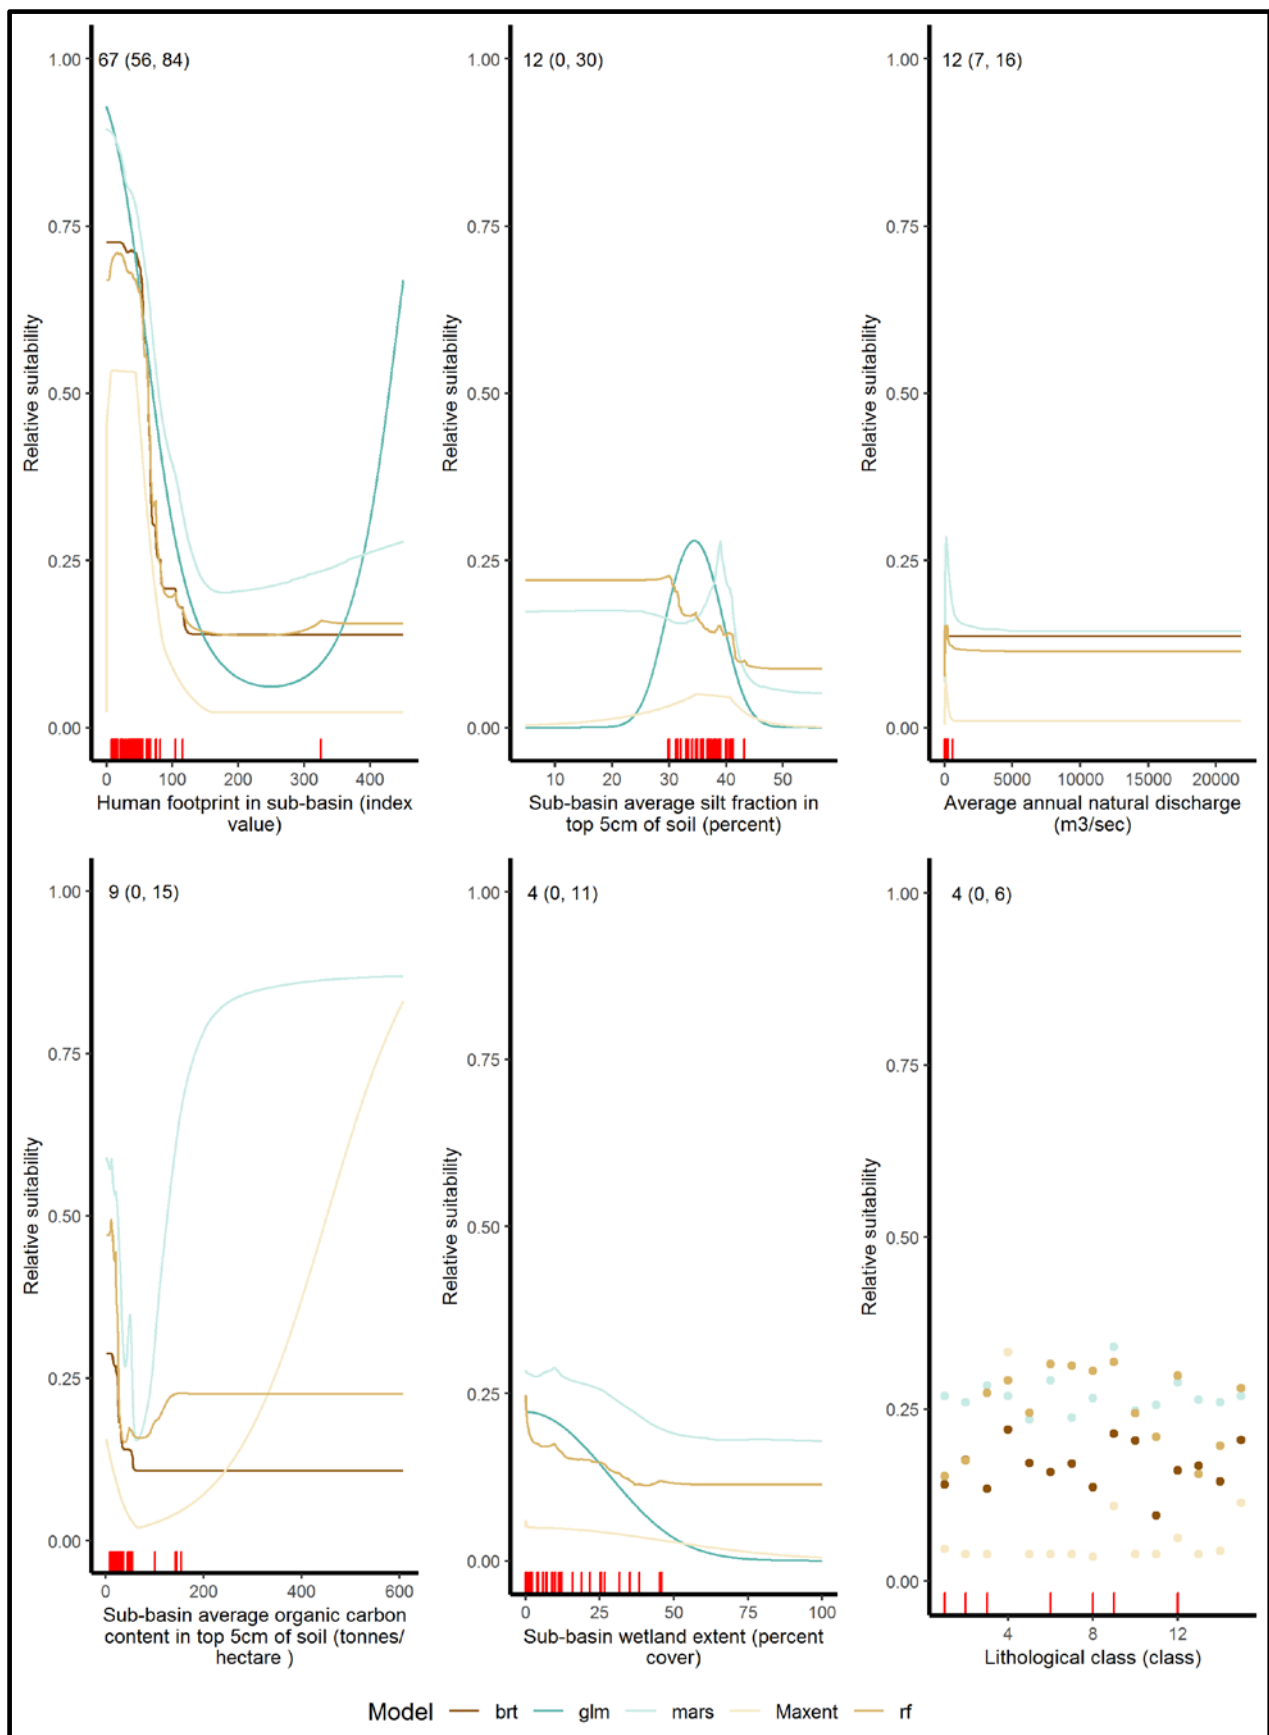 67 (56, 84)
1.00
0.75
0.50
0.25
0.00
Relative suitability
0 100 200 300 400
Human footprint in sub-basin (index
value)
12 (0, 30)
1.00
0.75
0.50
0.25
0.00
Relative suitability
10 20 30 40 50
Sub-basin average silt fraction in
top 5cm of soil (percent)
12 (7, 16)
1.00
0.75
0.50
0.25
0.00
Relative suitability
0 5000 10000 15000 20000
Average annual natural discharge
(m3/sec)
9 (0, 15)
1.00
0.75
0.50
0.25
0.00
Relative suitability
0 200 400 600
Sub-basin average organic carbon
content in top 5cm of soil (tonnes/
hectare )
4 (0, 11)
1.00
0.75
0.50
0.25
0.00
Relative suitability
0 25 50 75 100
Sub-basin wetland extent (percent
cover)
4 (0, 6)
1.00
0.75
0.50
0.25
0.00
Relative suitability
4 8 12
Lithological class (class)
Model brt glm mars Maxent rf